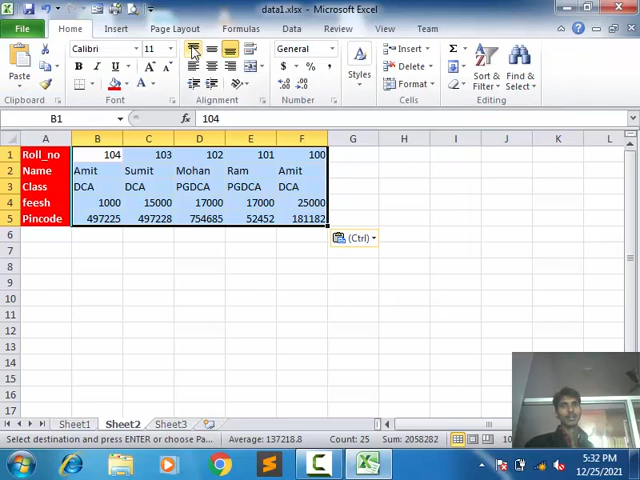 data1.xlsx - Microsoft Excel
File Home Insert Page Layout Formulas Data Review View Team
Paste
Calibri 11
B I U A A
General
$ % ,
Styles
Insert
Delete
Format
Σ
Sort & Filter
Find & Select
Clipboard Font Alignment Number Cells Editing
B1 fx 104
A B C D E F G H I J K L
1 Roll_no 104 103 102 101 100
2 Name Amit Sumit Mohan Ram Amit
3 Class DCA DCA PGDCA PGDCA DCA
4 feesh 1000 15000 17000 17000 25000
5 Pincode 497225 497228 754685 52452 181182
6 (Ctrl)
7
8
9
10
11
12
13
14
15
16
17
Sheet1 Sheet2 Sheet3
Select destination and press ENTER or choose Pa... Average: 137218.8 Count: 25 Sum: 2058282
5:32 PM
12/25/2021